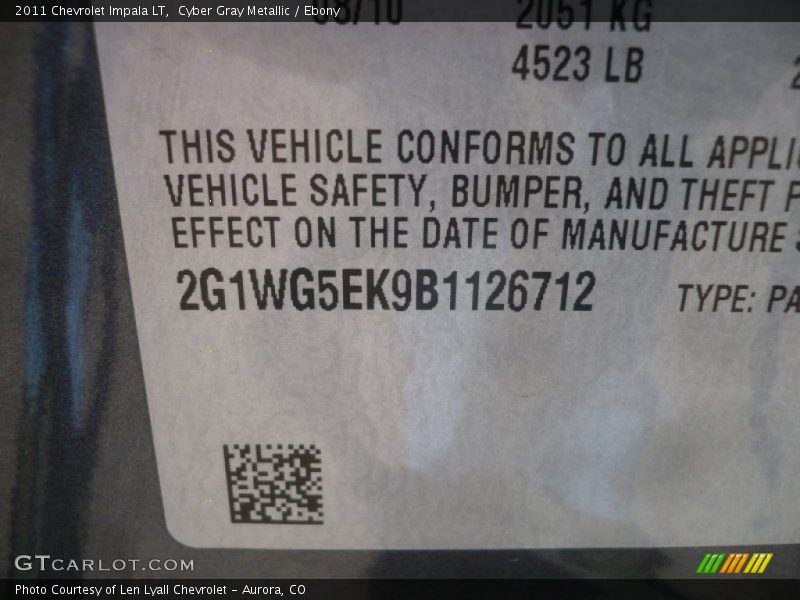 2011 Chevrolet Impala LT, Cyber Gray Metallic / Ebony
2051 KG
4523 LB
THIS VEHICLE CONFORMS TO ALL APPLI
VEHICLE SAFETY, BUMPER, AND THEFT P
EFFECT ON THE DATE OF MANUFACTURE
2G1WG5EK9B1126712 TYPE: PA
GTCARLOT.COM
Photo Courtesy of Len Lyall Chevrolet - Aurora, CO